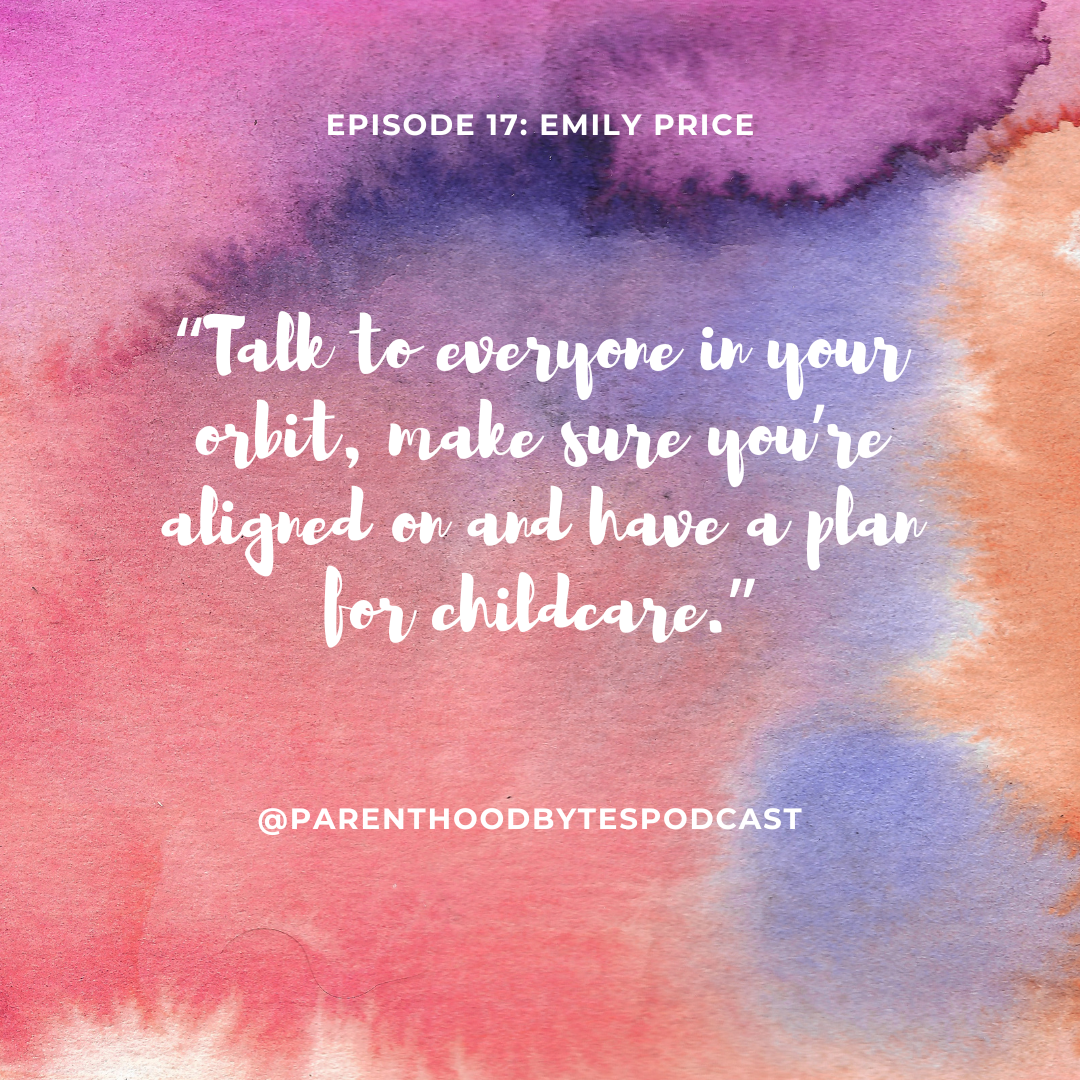 EPISODE 17: EMILY PRICE
“Talk to everyone in your
orbit, make sure you're
aligned on and have a plan
for childcare.”
@PARENTHOODBYTESPODCAST